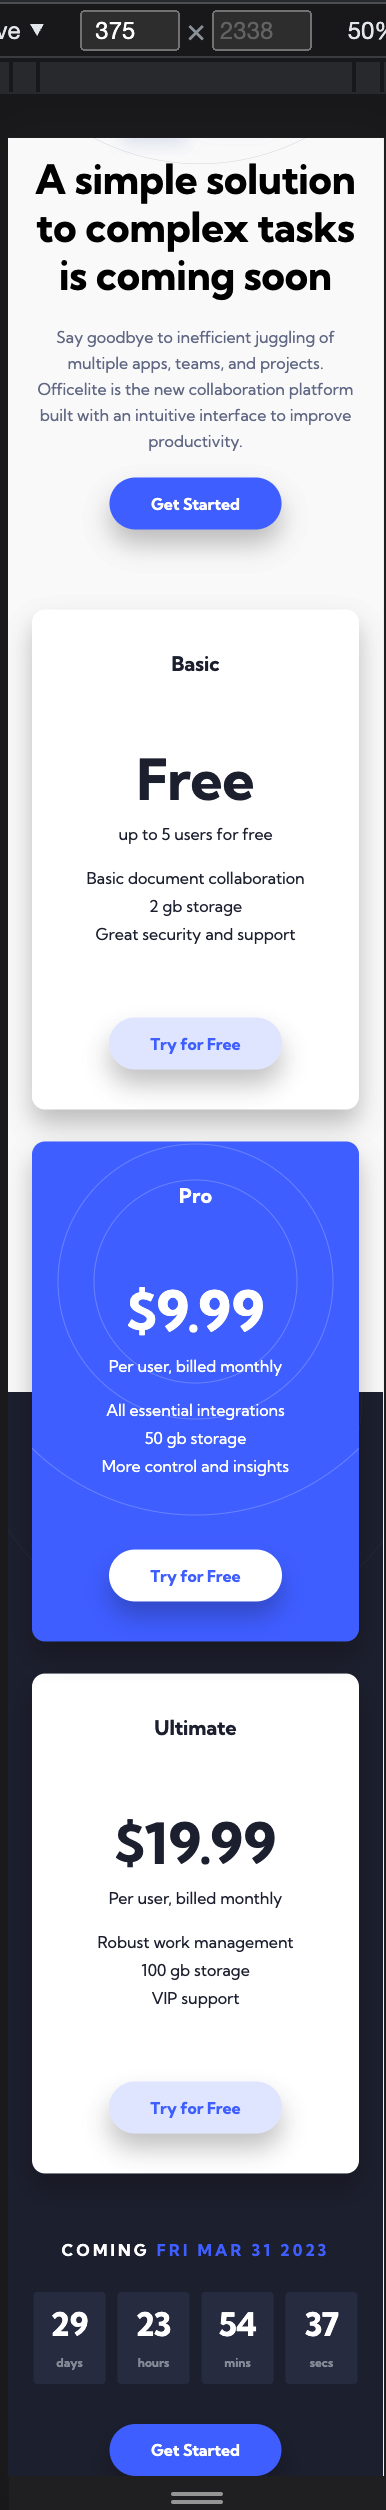 ve ▼ 375 × 2338 50%
A simple solution
to complex tasks
is coming soon
Say goodbye to inefficient juggling of
multiple apps, teams, and projects.
Officelite is the new collaboration platform
built with an intuitive interface to improve
productivity.
Get Started
Basic
Free
up to 5 users for free
Basic document collaboration
2 gb storage
Great security and support
Try for Free
Pro
$9.99
Per user, billed monthly
All essential integrations
50 gb storage
More control and insights
Try for Free
Ultimate
$19.99
Per user, billed monthly
Robust work management
100 gb storage
VIP support
Try for Free
COMING FRI MAR 31 2023
29 23 54 37
days hours mins secs
Get Started